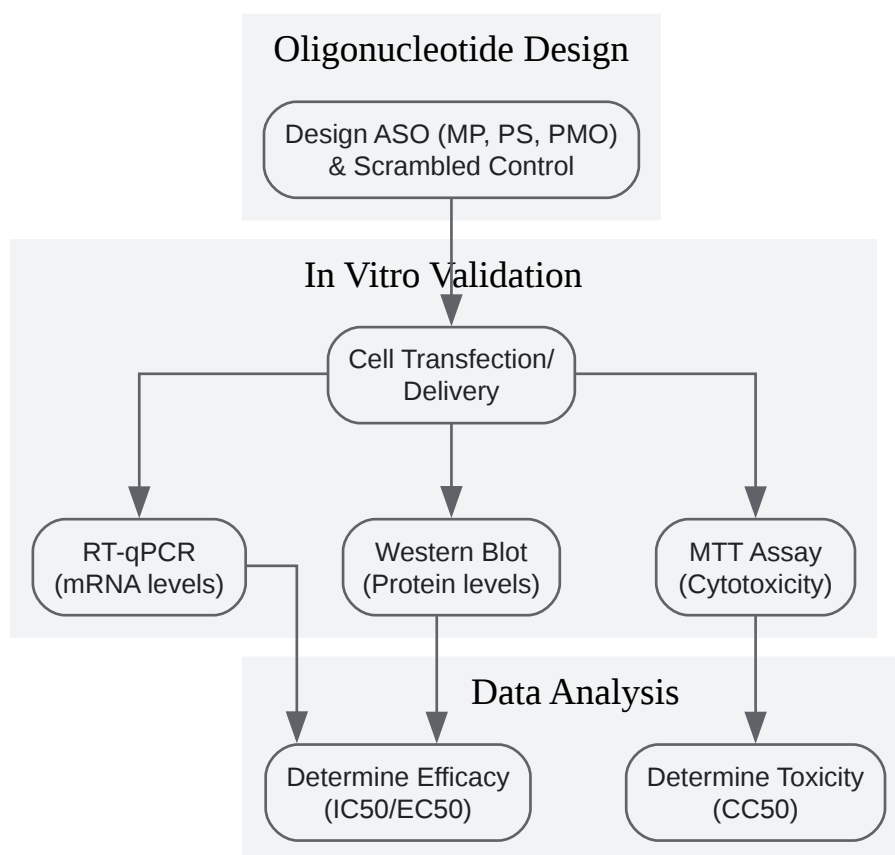 Oligonucleotide Design
Design ASO (MP, PS, PMO)
& Scrambled Control
In Vitro Validation
Cell Transfection/
Delivery
RT-qPCR
(mRNA levels)
Western Blot
(Protein levels)
MTT Assay
(Cytotoxicity)
Data Analysis
Determine Efficacy
(IC50/EC50)
Determine Toxicity
(CC50)